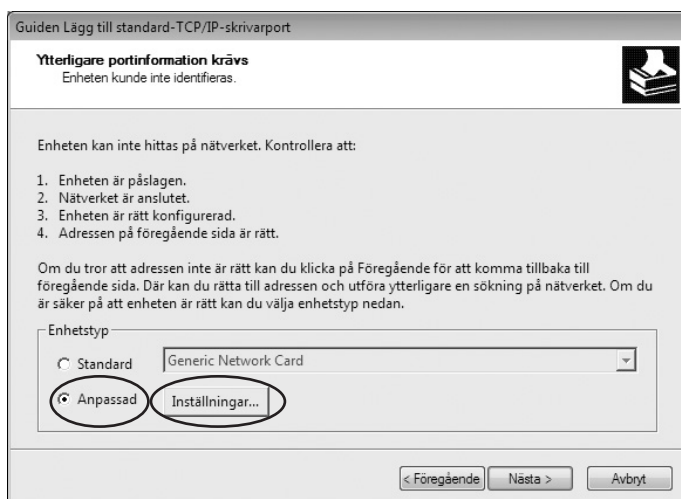 Guiden Lägg till standard-TCP/IP-skrivarport
Ytterligare portinformation krävs
Enheten kunde inte identifieras.
Enheten kan inte hittas på nätverket. Kontrollera att:
1. Enheten är påslagen.
2. Nätverket är anslutet.
3. Enheten är rätt konfigurerad.
4. Adressen på föregående sida är rätt.
Om du tror att adressen inte är rätt kan du klicka på Föregående för att komma tillbaka till
föregående sida. Där kan du rätta till adressen och utföra ytterligare en sökning på nätverket. Om du
är säker på att enheten är rätt kan du välja enhetstyp nedan.
Enhetstyp
Standard Generic Network Card
Anpassad Inställningar...
< Föregående Nästa > Avbryt